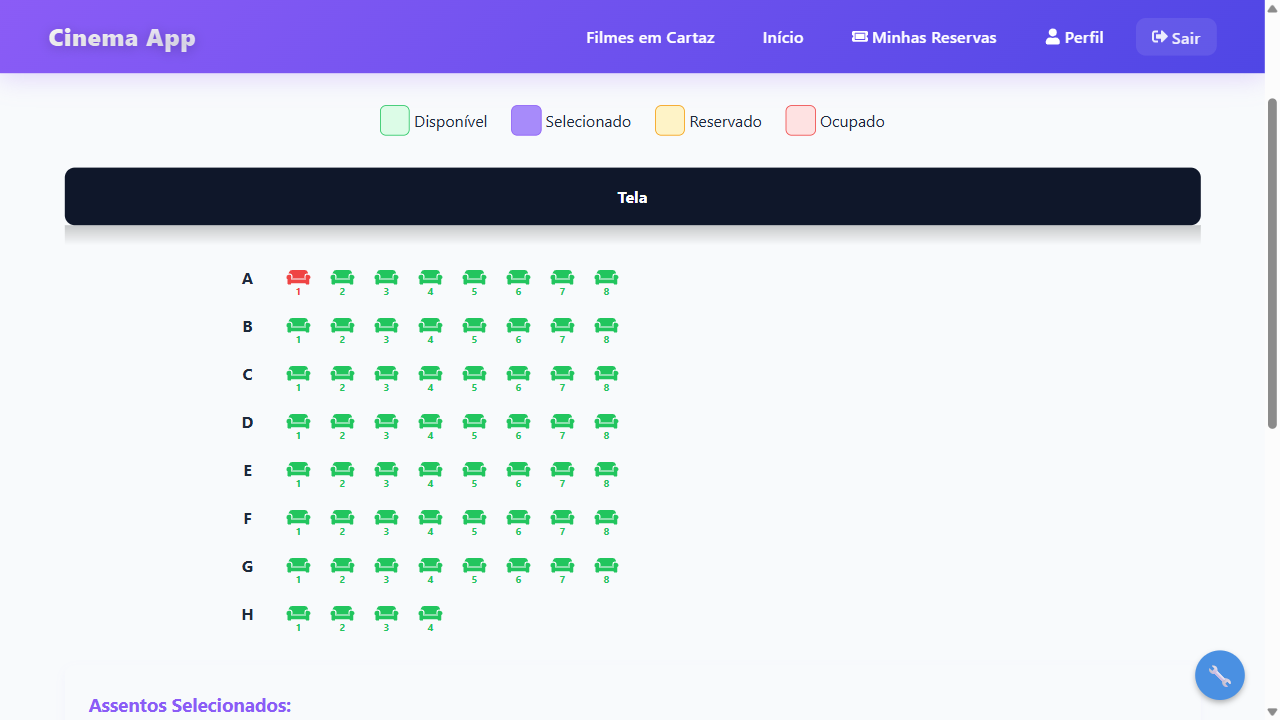 Cinema App
Filmes em Cartaz Início Minhas Reservas Perfil Sair
Disponível Selecionado Reservado Ocupado
Tela
A 1 2 3 4 5 6 7 8
B 1 2 3 4 5 6 7 8
C 1 2 3 4 5 6 7 8
D 1 2 3 4 5 6 7 8
E 1 2 3 4 5 6 7 8
F 1 2 3 4 5 6 7 8
G 1 2 3 4 5 6 7 8
H 1 2 3 4
Assentos Selecionados: